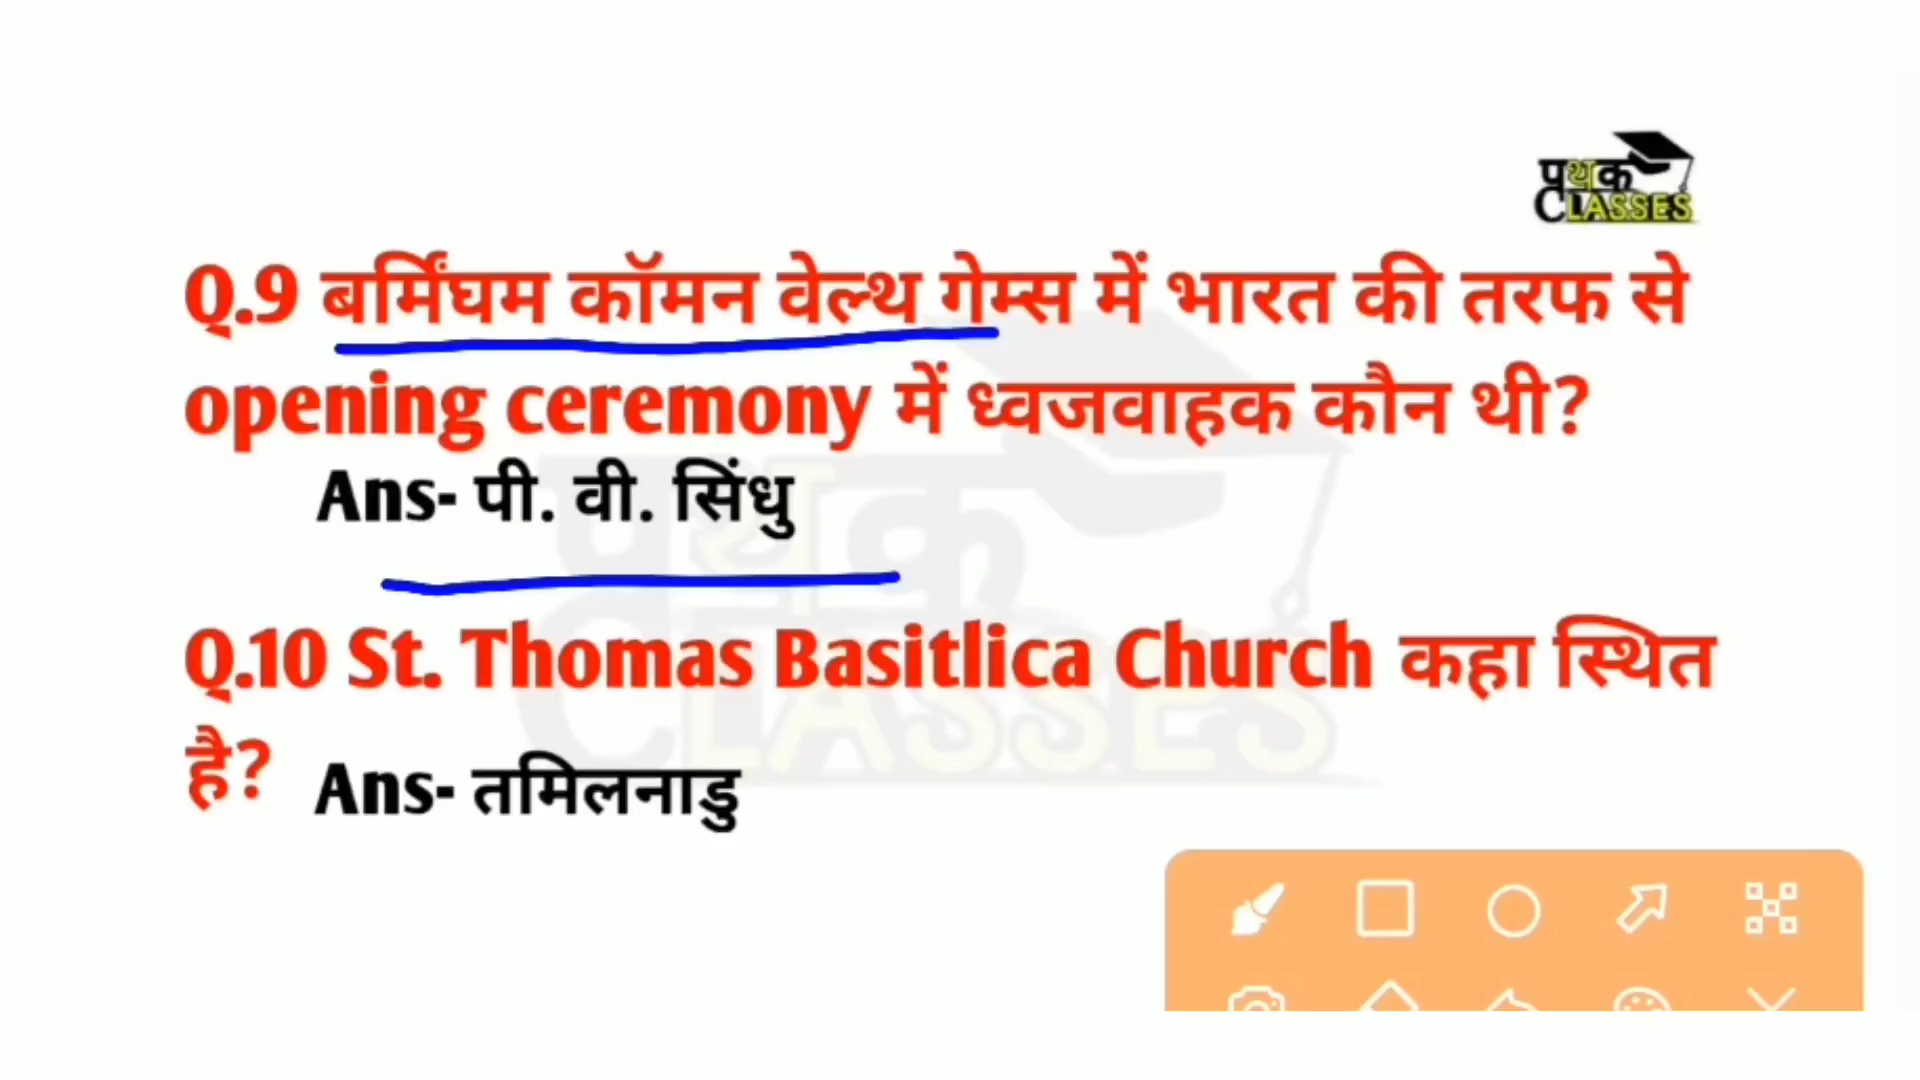 पथक
CLASSES
Q.9 बर्मिंघम कॉमन वेल्थ गेम्स में भारत की तरफ से
opening ceremony में ध्वजवाहक कौन थी?
Ans- पी. वी. सिंधु
Q.10 St. Thomas Basitlica Church कहा स्थित
है? Ans- तमिलनाडु